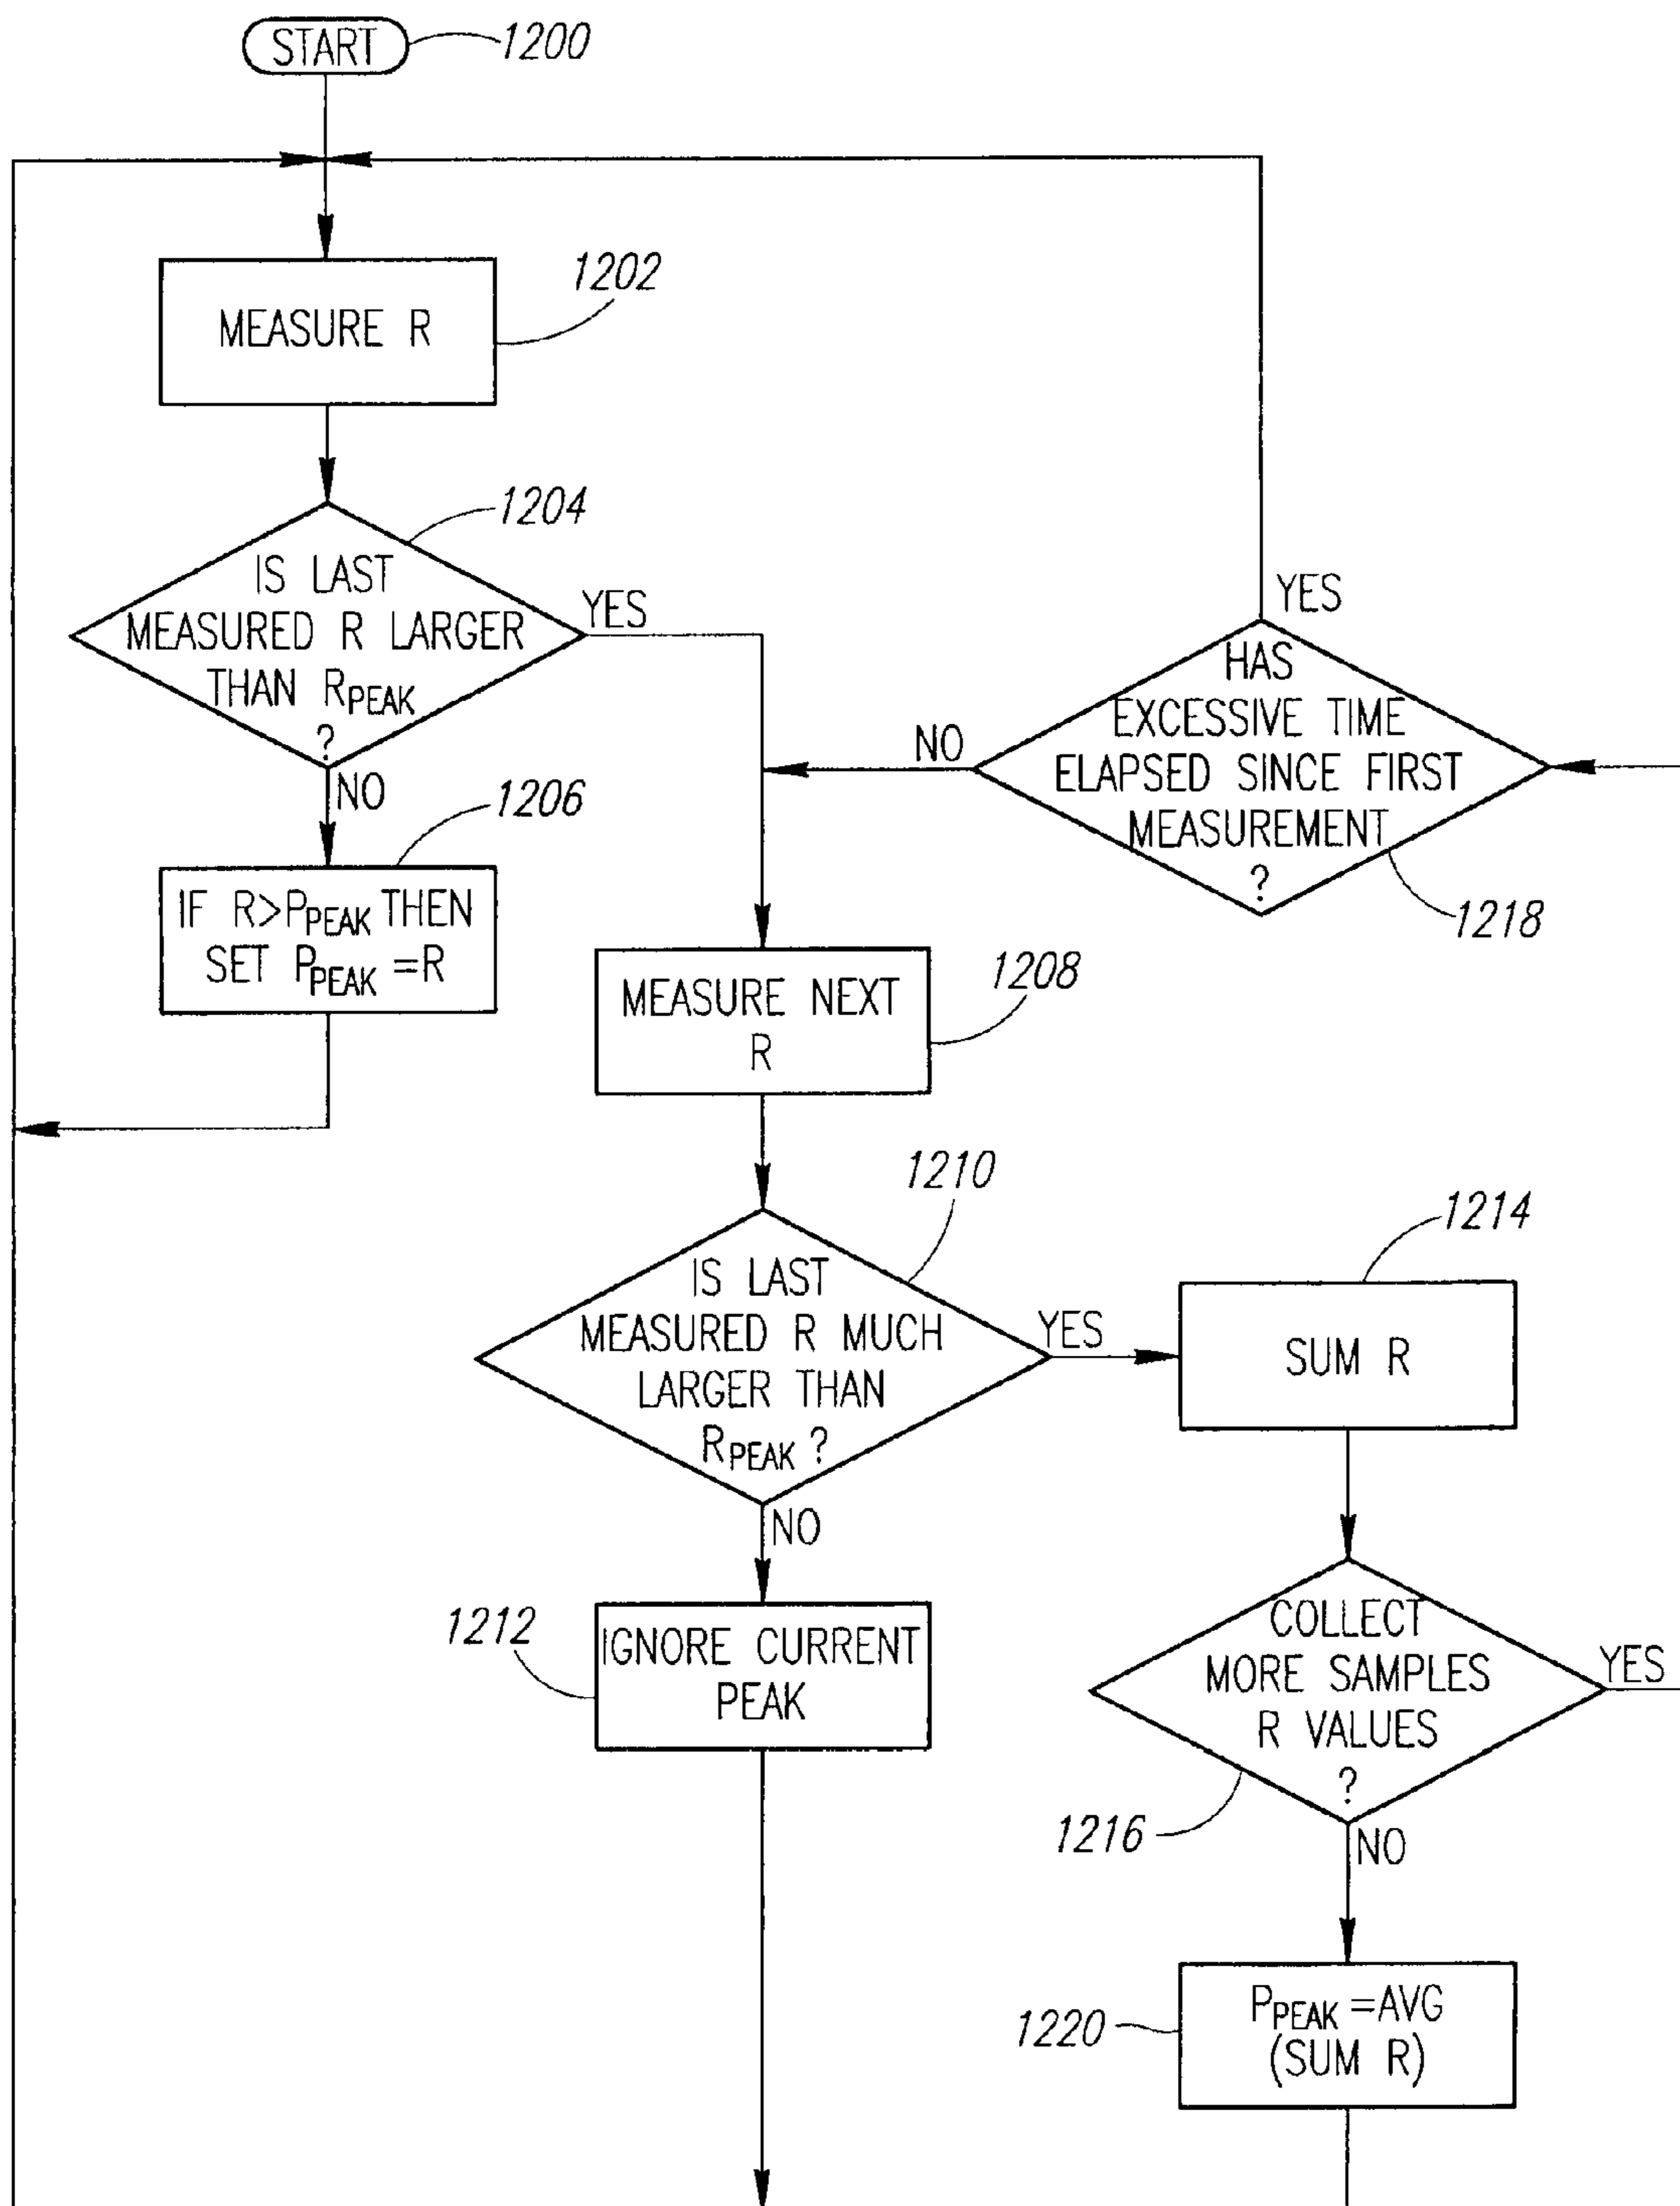 START
1200
1202
MEASURE R
1204
IS LAST
MEASURED R LARGER
THAN RPEAK
?
YES
NO
1206
IF R>PPEAK THEN
SET PPEAK =R
YES
HAS
EXCESSIVE TIME
ELAPSED SINCE FIRST
MEASUREMENT
?
NO
1218
1208
MEASURE NEXT
R
1210
IS LAST
MEASURED R MUCH
LARGER THAN
RPEAK ?
YES
NO
1214
SUM R
1212
IGNORE CURRENT
PEAK
COLLECT
MORE SAMPLES
R VALUES
?
YES
1216
NO
1220
PPEAK =AVG
(SUM R)